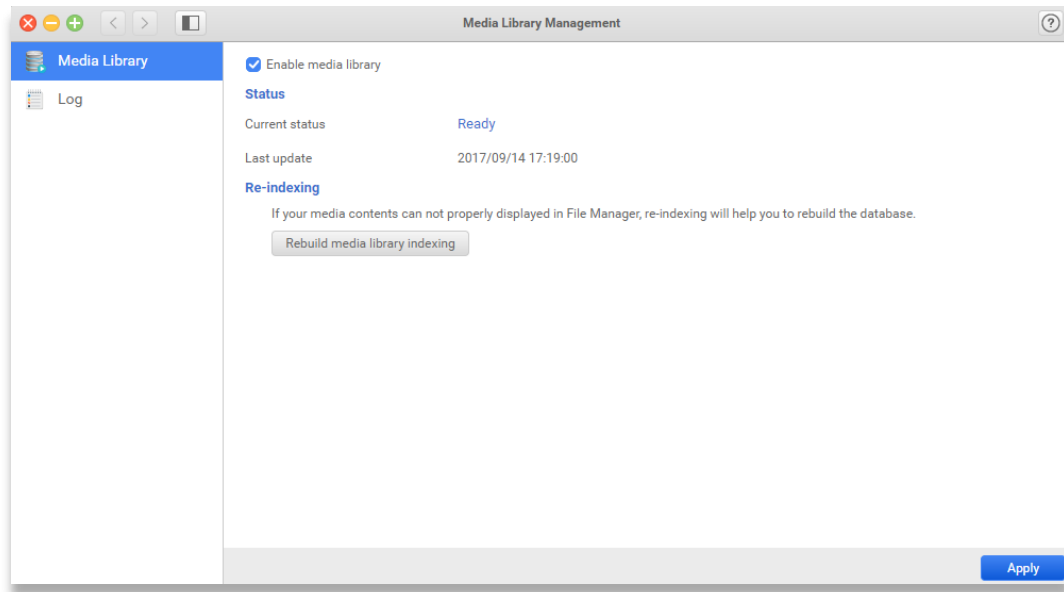 Media Library Management
?
Media Library
Log
Enable media library
Status
Current status Ready
Last update 2017/09/14 17:19:00
Re-indexing
If your media contents can not properly displayed in File Manager, re-indexing will help you to rebuild the database.
Rebuild media library indexing
Apply